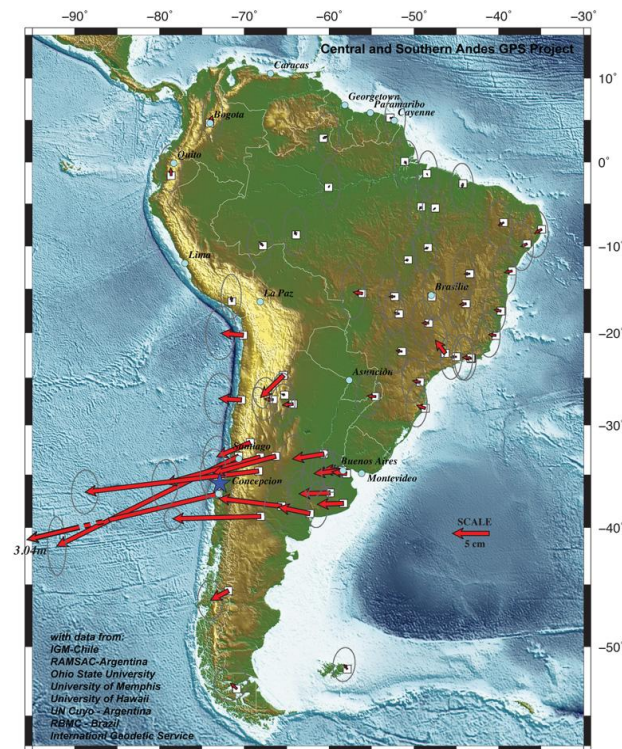 −90° −80° −70° −60° −50° −40° −30°
Central and Southern Andes GPS Project
Caracas
10°
Georgetown
Paramaribo
Cayenne
Bogota
Quito
0°
Lima
−10°
La Paz
Brasilia
−20°
Asunción
Santiago
−30°
Buenos Aires
Concepcion
Montevideo
−40°
SCALE
5 cm
3.04m
with data from:
IGM-Chile
RAMSAC-Argentina
Ohio State University
University of Memphis
University of Hawaii
UN Cuyo - Argentina
RBMC - Brazil
Internationl Geodetic Service
−50°